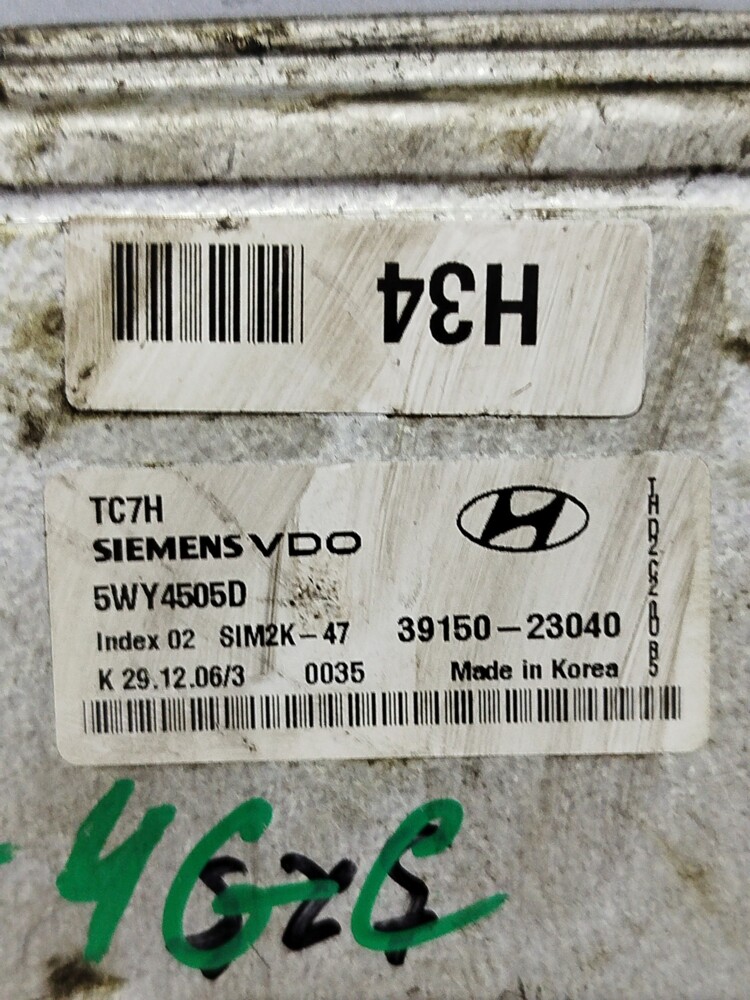 H34
TC7H
SIEMENS VDO
5WY4505D
Index 02 SIM2K-47 39150-23040
K 29.12.06/3 0035 Made in Korea
4G-C